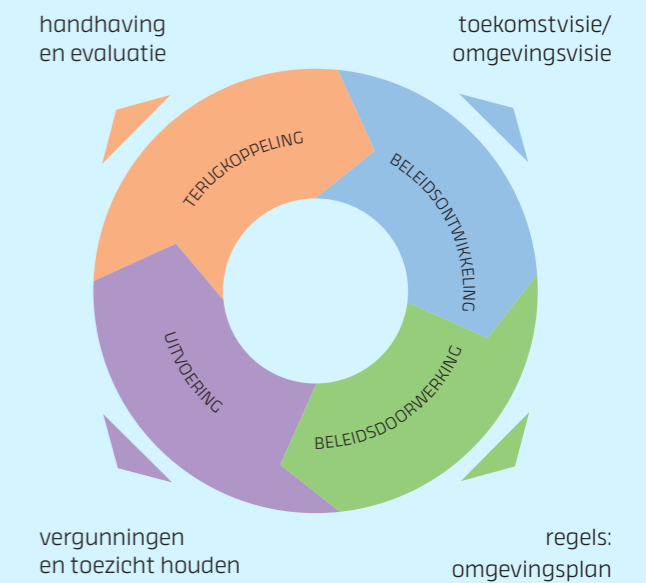 handhaving
en evaluatie
toekomstvisie/
omgevingsvisie
TERUGKOPPELING
BELEIDSONTWIKKELING
UITVOERING
BELEIDSDOORWERKING
vergunningen
en toezicht houden
regels:
omgevingsplan